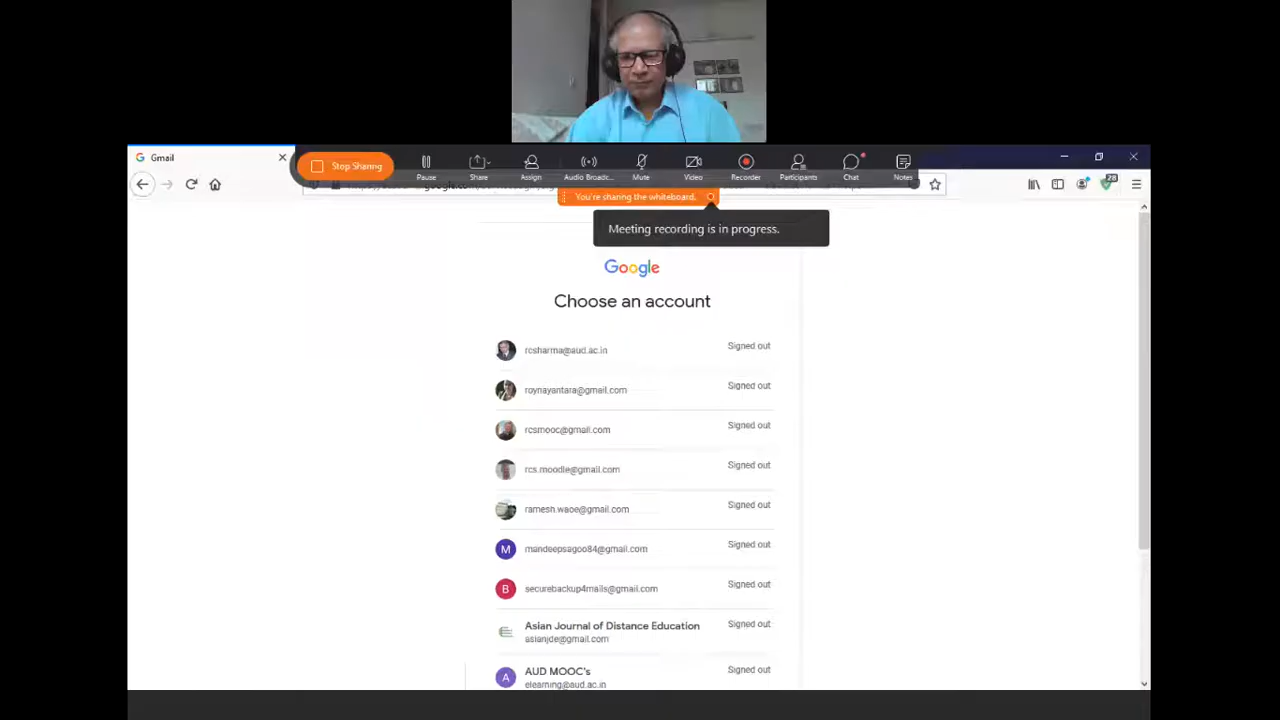 Gmail
Stop Sharing
Pause
Share
Assign
Audio Broadc...
Mute
Video
Recorder
Participants
Chat
Notes
You're sharing the whiteboard.
Meeting recording is in progress.
Google
Choose an account
rcsharma@aud.ac.in
Signed out
roynayantara@gmail.com
Signed out
rcsmooc@gmail.com
Signed out
rcs.moodle@gmail.com
Signed out
ramesh.waoe@gmail.com
Signed out
M
mandeepsagoo84@gmail.com
Signed out
B
securebackup4mails@gmail.com
Signed out
Asian Journal of Distance Education
Signed out
asianjde@gmail.com
A
AUD MOOC's
Signed out
elearning@aud.ac.in